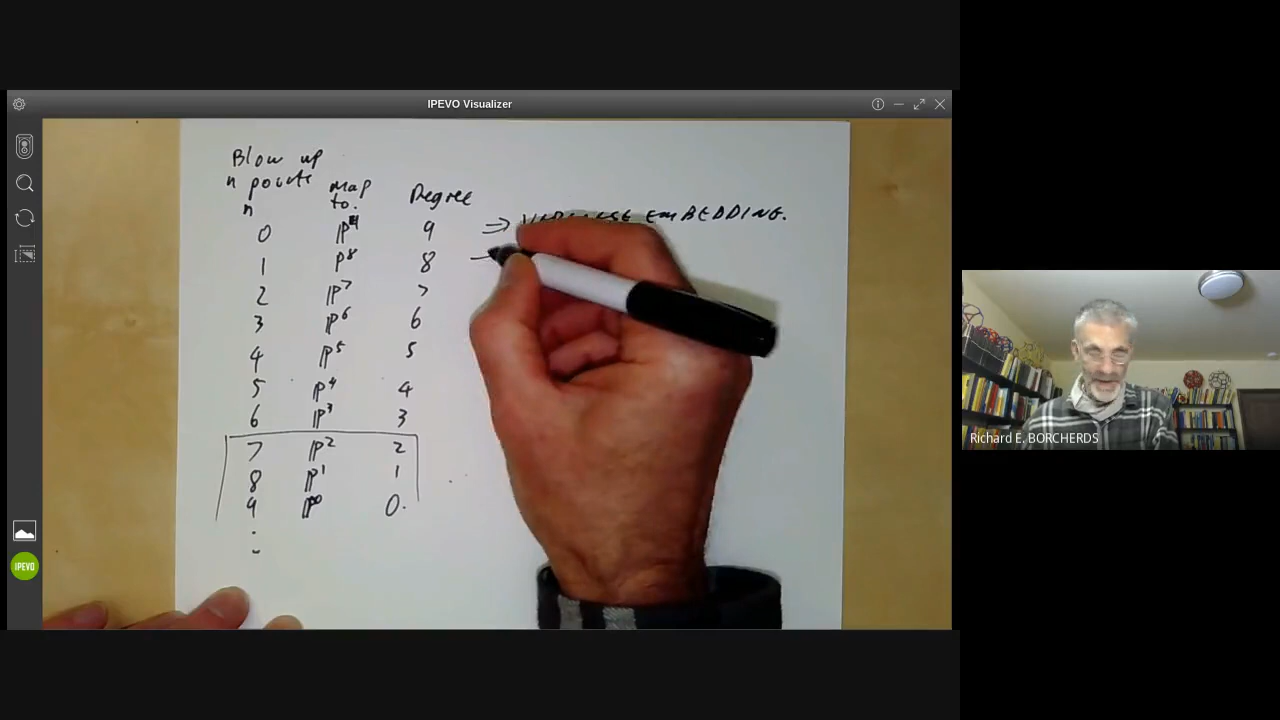 IPEVO Visualizer
Blow up
n points map Degree
n to.
EMBEDDING.
0 9 ⇒
1 P⁸ 8
2 P⁷ 7
3 P⁶ 6
4 P⁵ 5
5 P⁴ 4
6 P³ 3
7 P² 2
8 P¹ 1
9 P⁰ 0.
IPEVO
Richard E. BORCHERDS